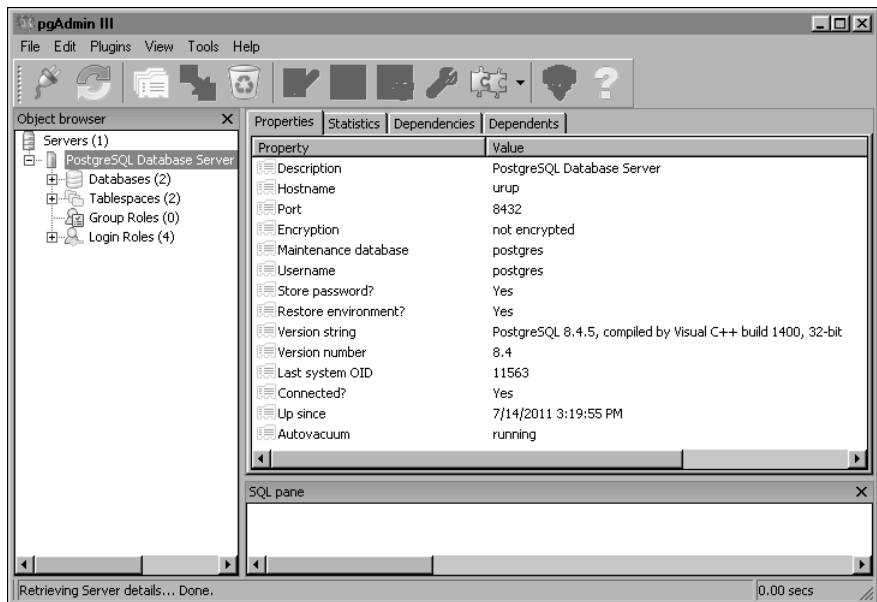 pgAdmin III
File Edit Plugins View Tools Help
Object browser
Servers (1)
PostgreSQL Database Server
Databases (2)
Tablespaces (2)
Group Roles (0)
Login Roles (4)
Properties Statistics Dependencies Dependents
Property Value
Description PostgreSQL Database Server
Hostname urup
Port 8432
Encryption not encrypted
Maintenance database postgres
Username postgres
Store password? Yes
Restore environment? Yes
Version string PostgreSQL 8.4.5, compiled by Visual C++ build 1400, 32-bit
Version number 8.4
Last system OID 11563
Connected? Yes
Up since 7/14/2011 3:19:55 PM
Autovacuum running
SQL pane
Retrieving Server details... Done. 0.00 secs